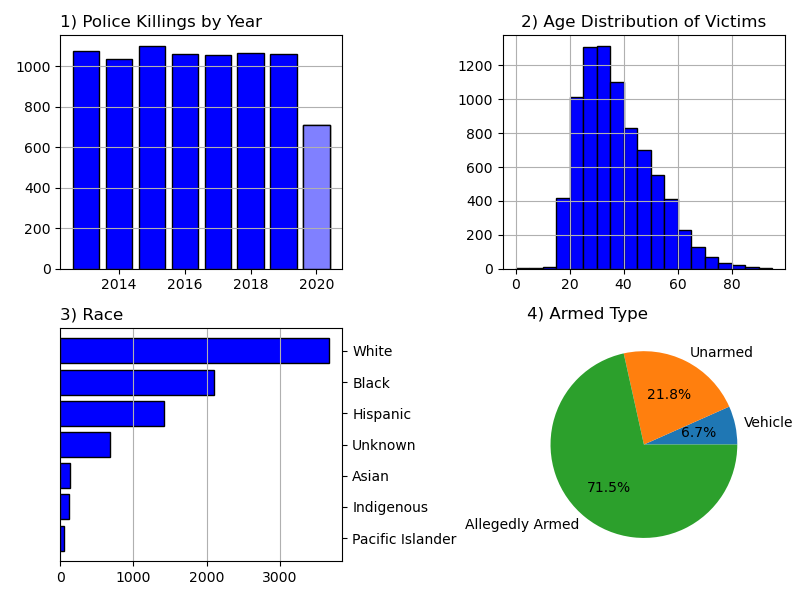 1) Police Killings by Year
1000
800
600
400
200
0
2014 2016 2018 2020
2) Age Distribution of Victims
1200
1000
800
600
400
200
0
0 20 40 60 80
3) Race
White
Black
Hispanic
Unknown
Asian
Indigenous
Pacific Islander
0 1000 2000 3000
4) Armed Type
Unarmed
21.8%
Vehicle
6.7%
71.5%
Allegedly Armed